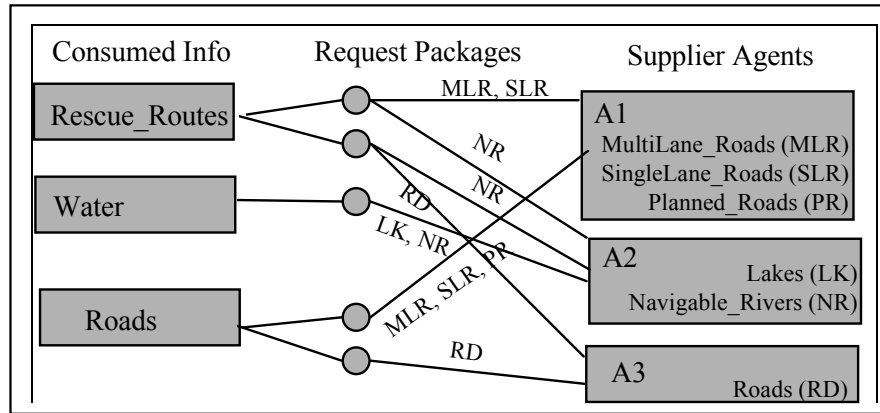 Consumed Info
Request Packages
Supplier Agents
Rescue_Routes
Water
Roads
MLR, SLR
NR
NR
RD
LK, NR
MLR, SLR, PR
RD
A1
MultiLane_Roads (MLR)
SingleLane_Roads (SLR)
Planned_Roads (PR)
A2
Lakes (LK)
Navigable_Rivers (NR)
A3
Roads (RD)